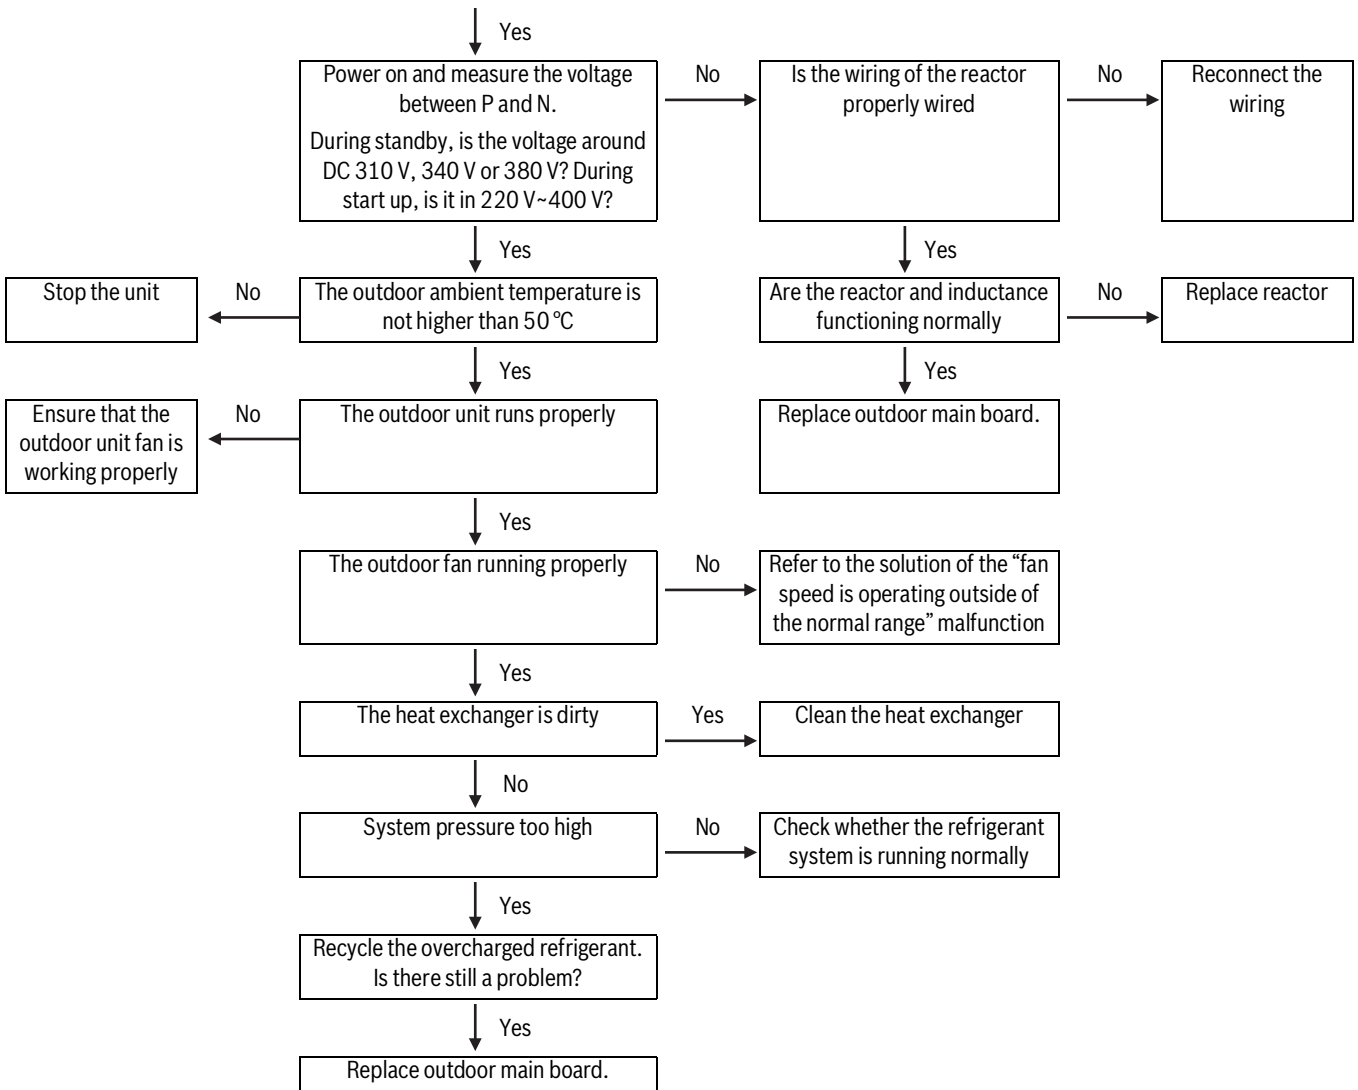 Yes
Power on and measure the voltage
between P and N.
During standby, is the voltage around
DC 310 V, 340 V or 380 V? During
start up, is it in 220 V~400 V?
No
Is the wiring of the reactor
properly wired
No
Reconnect the
wiring
Yes
Yes
Stop the unit
No
The outdoor ambient temperature is
not higher than 50 °C
Are the reactor and inductance
functioning normally
No
Replace reactor
Yes
Yes
Ensure that the
outdoor unit fan is
working properly
No
The outdoor unit runs properly
Replace outdoor main board.
Yes
The outdoor fan running properly
No
Refer to the solution of the “fan
speed is operating outside of
the normal range” malfunction
Yes
The heat exchanger is dirty
Yes
Clean the heat exchanger
No
System pressure too high
No
Check whether the refrigerant
system is running normally
Yes
Recycle the overcharged refrigerant.
Is there still a problem?
Yes
Replace outdoor main board.